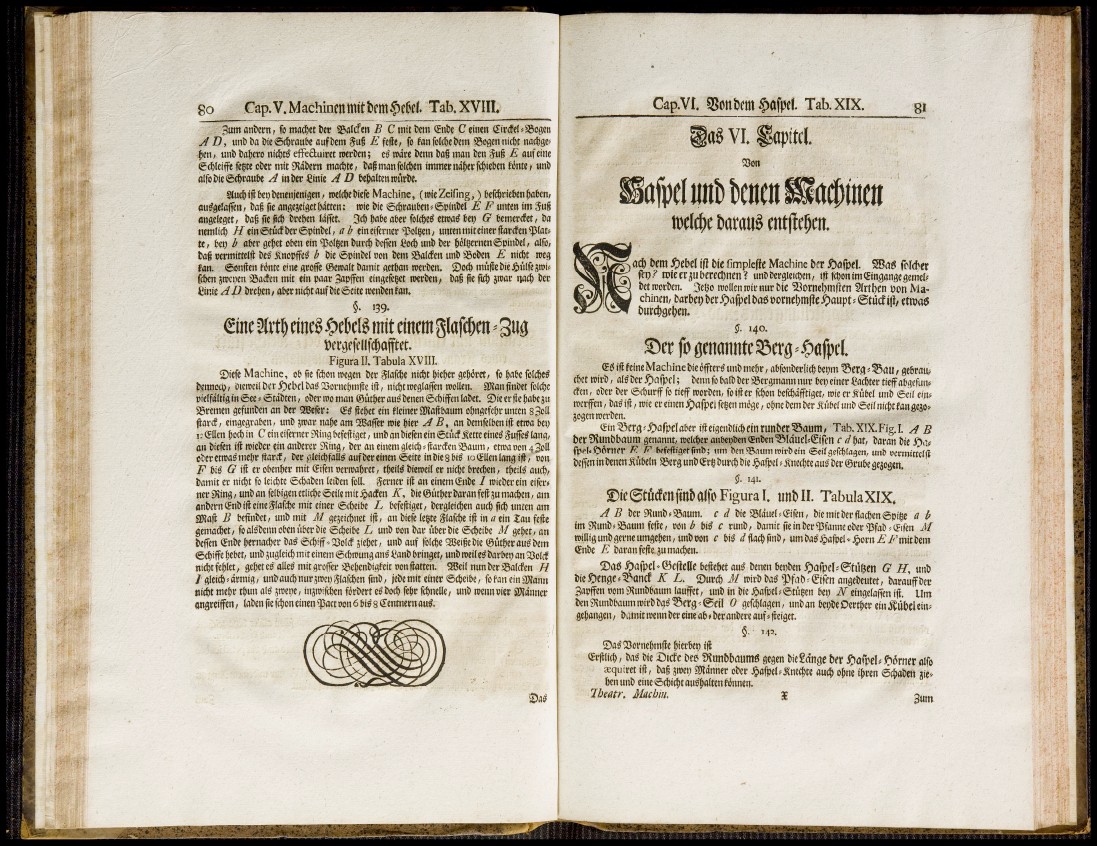 80 Cap. V. Machinen mit dem Hebel. Tab. XVIII.
Zum andern, so machet der Balcken B C mit dem Ende C einen Circkel-Bogen
A D, und da die Schraube auf dem Fuß E feste, so kan solche dem Bogen nicht nachge-
hen, und dahero nichts effectuiret werden; es wäre denn daß man den Fuß E auf eine
Schleiffe setzte oder mit Rädern machte, daß man solchen immer näher schieben könte, und
also die Schraube A in der Linie A D behalten würde.
Auch ist bey denenjenigen, welche diese Machine, (wie Zeising,) beschrieben haben,
ausgelassen, daß sie angezeiget hätten: wie die Schrauben-Spindel E F unten im Fuß
angeleget, daß sie sich drehen lässet. Ich habe aber solches etwas bey G bemercket, da
nemlich H ein Stück der Spindel, a b ein eiserner Poltzen, unten mit einer starcken Plat-
te, bey b aber gehet oben ein Poltzen durch dessen Loch und der höltzernen Spindel, also,
daß vermittelst des Knopffes b die Spindel von dem Balcken und Boden E nicht weg
kan. Sonsten könte eine grosse Gewalt damit gethan werden. Doch müste die Hülse zwi-
schen zweyen Backen mit ein paar Zapffen eingesetzet werden, daß sie sich zwar nach der
Linie A D drehen, aber nicht auf die Seite wenden kan.
§. 139.
Eine Arth eines Hebels mit einem Flaschen-Zug
vergesellschafftet.
Figura II. Tabula XVIII.
Diese Machine, ob sie schon wegen der Flasche nicht hieher gehöret, so habe solches
dennoch, dieweil der Hebel das Vornehmste ist, nicht weglassen wollen. Man findet solche
vielfältig in See-Städten, oder wo man Güther aus denen Schiffen ladet. Die er ste habe zu
Bremen gefunden an der Weser: Es stehet ein kleiner Mastbaum ohngefehr unten 8 Zoll
starck, eingegraben, und zwar nahe am Wasser wie hier A B, an demselben ist etwa bey
12 Ellen hoch in C ein eiserner Ring befestiget, und an diesen ein Stück Kette eines Fusses lang,
an diesen ist wieder ein anderer Ring, der an einem gleich-starcken Baum, etwa von 4 Zoll
oder etwas mehr starck, der gleichfalls auf der einen Seite in die 8 bis 10 Ellen lang ist, von
F bis G ist er obenher mit Eisen verwahret, theils dieweil er nicht brechen, theils auch,
damit er nicht so leicht Schaden leiden soll. Ferner ist an einem Ende I wieder ein eiser-
ner Ring, und an selbigen etliche Seile mit Hacken K, die Güther daran fest zu machen, am
andern End ist eine Flasche mit einer Scheibe L befestiget, dergleichen auch sich unten am
Mast B befindet, und mit M gezeichnet ist, an diese letzte Flasche ist in a ein Tau feste
gemachet, so alsdenn oben über die Scheibe L und von dar über die Scheibe M gehet, an
dessen Ende hernacher das Schiff-Volck ziehet, und auf solche Weise die Güther aus dem
Schiffe hebet, und zugleich mit einem Schwung ans Land bringet, und weil es darbey an Volck
nicht fehlet, gehet es alles mit grosser Behendigkeit von statten. Weil nun der Balcken H
I gleich-ärmig, und auch nur zwey Flaschen sind, jede mit einer Scheibe, so kan ein Mann
nicht mehr thun als zweye, inzwischen fördert es doch sehr schnelle, und wenn vier Männer
angreiffen, laden sie schon einen Pact von 6 bis 8 Centnern aus.
Das
Cap. VI. Von dem Haspel. Tab. XIX. 81
Das VI. Capitel.
Von
Haspel und denen Machinen
welche daraus entstehen.
Nach dem Hebel ist die simpleste Machine der Haspel. Was solcher
sey? wie er zu berechnen? und dergleichen, ist schon im Eingange gemel-
det worden. Jetzo wollen wir nur die Vornehmsten Arthen von Ma-
chinen, darbey der Haspel das vornehmste Haupt-Stück ist, etwas
durchgehen.
§. 140.
Der so genannte Berg-Haspel.
Es ist keine Machine die öffters und mehr, absonderlich beym Berg-Bau, gebrau-
chet wird, als der Haspel; denn so bald der Bergmann nur bey einer Lachter tieff abgesun-
cken, oder der Schurff so tieff worden, so ist er schon beschäfftiget, wie er Kübel und Seil ein-
werffen, das ist, wie er einen Haspel setzen möge, ohne dem der Kübel und Seil nicht kan gezo-
gezogen werden.
Ein Berg-Haspel aber ist eigendlich ein runder Baum, Tab. XIX. Fig. I. A B
der Rundbaum genannt, welcher an beyden Enden Bläuel-Eisen c d hat, daran die Ha-
spel-Hörner E F befestiget sind; um den Baum wird ein Seil geschlagen, und vermittelst
dessen in denen Kübeln Berg und Ertz durch die Haspel-Knechte aus der Grube gezogen.
§. 141.
Die Stücken sind also Figura I. und II. Tabula XIX.
A B der Rund-Baum. c d die Bläuel-Eisen, die mit der flachen Spitze a b
im Rund-Baum feste, von b bis c rund, damit sie in der Pfanne oder Pfad-Eisen M
willig und gerne umgehen, und von c bis d flach sind, um das Haspel-Horn E F mit dem
Ende E daran feste zu machen.
Das Haspel-Gestelle bestehet aus denen beyden Haspel-Stützen G H, und
die Henge-Banck K L. Durch M wird das Pfad-Eisen angedeutet, darauff der
Zapffen vom Rundbaum lauffet, und in die Haspel-Stützen bey N eingelassen ist. Um
den Rundbaum wird das Berg-Seil O geschlagen, und an beyde Oerther ein Kübel ein-
gehangen, damit wenn der eine ab-der andere auf-steiget.
§. 142.
Das Vornehmste hierbey ist
Erstlich, das die Dicke des Rundbaums gegen die Länge der Haspel-Hörner also
æquiret ist, daß zwey Männer oder Haspel-Knechte auch ohne ihren Schaden zie-
hen und eine Schicht aushalten können.
Theatr. Machin. X Zum